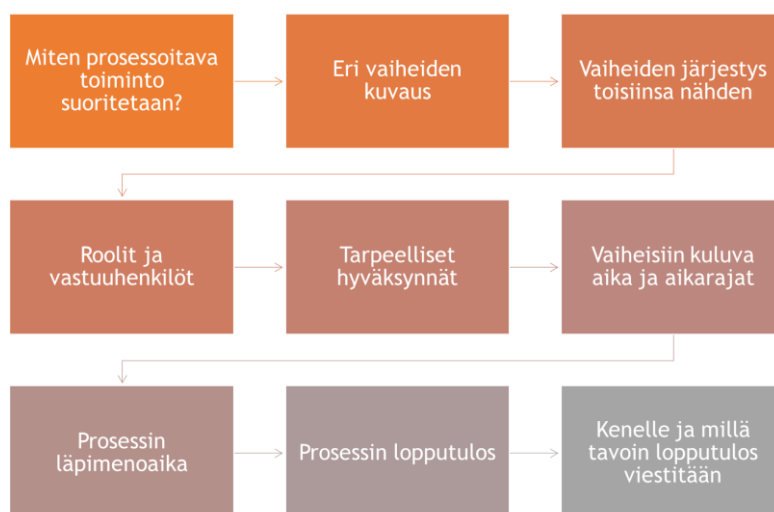 Miten prosessoitava
toiminto
suoritetaan?
Eri vaiheiden
kuvaus
Vaiheiden järjestys
toisiinsa nähden
Roolit ja
vastuuhenkilöt
Tarpeelliset
hyväksynnät
Vaiheisiin kuluva
aika ja aikarajat
Prosessin
läpimenoaika
Prosessin lopputulos
Kenelle ja millä
tavoin lopputulos
viestitään